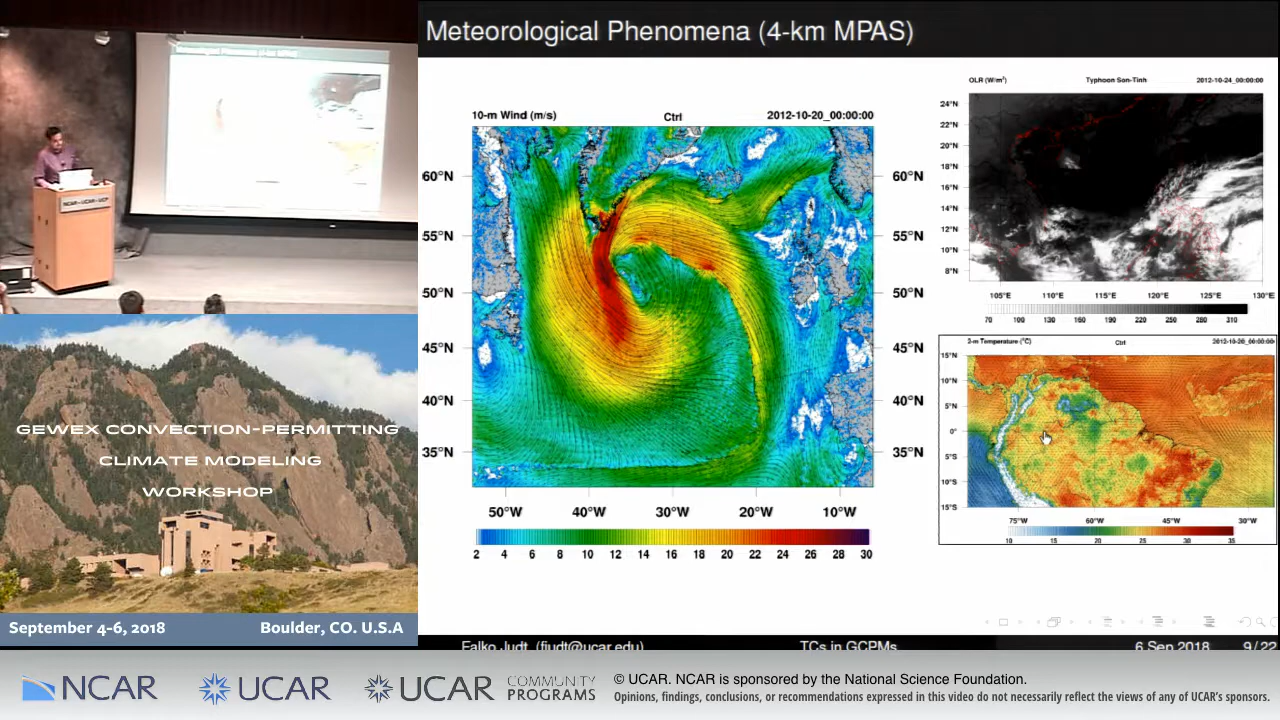 Meteorological Phenomena (4-km MPAS)
10-m Wind (m/s) Ctrl 2012-10-20_00:00:00
60°N 60°N
55°N 55°N
50°N 50°N
45°N 45°N
40°N 40°N
35°N 35°N
50°W 40°W 30°W 20°W 10°W
2 4 6 8 10 12 14 16 18 20 22 24 26 28 30
OLR (W/m²) Typhoon Son-Tinh 2012-10-24_00:00:00
24°N
22°N
20°N
18°N
16°N
14°N
12°N
10°N
8°N
105°E 110°E 115°E 120°E 125°E 130°E
70 100 130 160 190 220 250 280 310
2-m Temperature (°C) Ctrl
15°N
10°N
5°N
0°
5°S
10°S
15°S
75°W 60°W 45°W 30°W
10 15 20 25 30 35
Falko Judt (fjudt@ucar.edu) TCs in GCPMs 6 Sep 2018 9/22
NCAR UCAR UCP
GEWEX CONVECTION-PERMITTING
CLIMATE MODELING
WORKSHOP
September 4-6, 2018 Boulder, CO. U.S.A
NCAR UCAR UCAR COMMUNITY PROGRAMS
© UCAR. NCAR is sponsored by the National Science Foundation.
Opinions, findings, conclusions, or recommendations expressed in this video do not necessarily reflect the views of any of UCAR's sponsors.